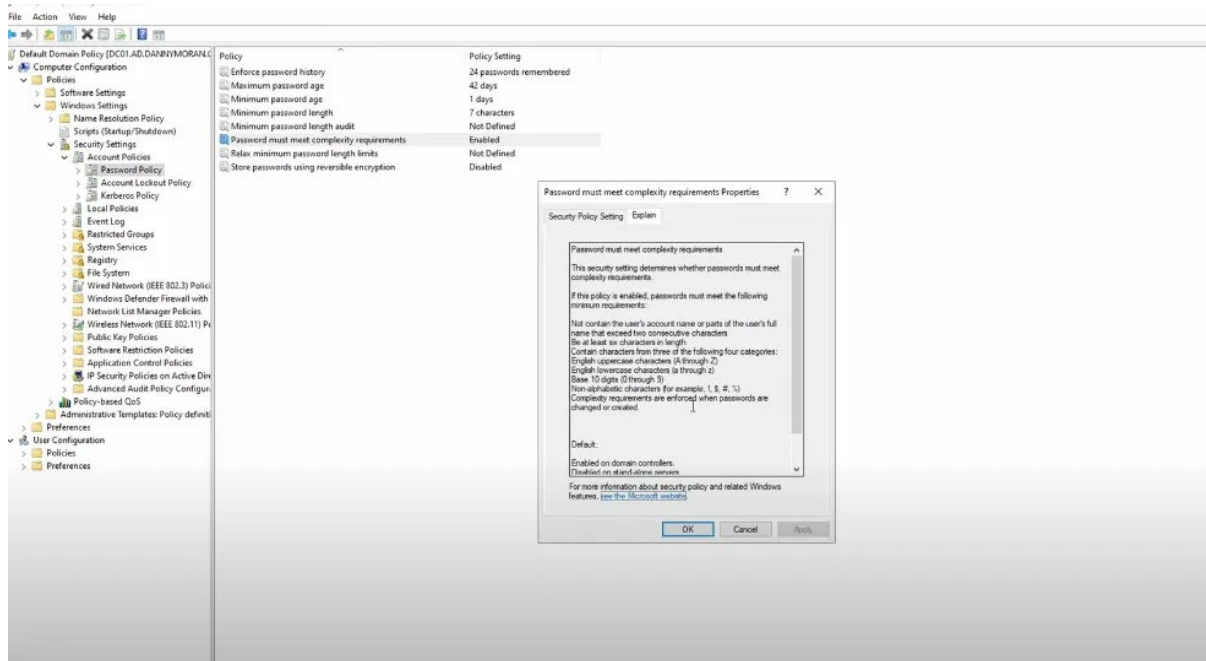 File Action View Help
Default Domain Policy [DC01.AD.DANNYMORAN.C
Computer Configuration
Policies
Software Settings
Windows Settings
Name Resolution Policy
Scripts (Startup/Shutdown)
Security Settings
Account Policies
Password Policy
Account Lockout Policy
Kerberos Policy
Local Policies
Event Log
Restricted Groups
System Services
Registry
File System
Wired Network (IEEE 802.3) Polici
Windows Defender Firewall with
Network List Manager Policies
Wireless Network (IEEE 802.11) Po
Public Key Policies
Software Restriction Policies
Application Control Policies
IP Security Policies on Active Dire
Advanced Audit Policy Configura
Policy-based QoS
Administrative Templates: Policy definiti
Preferences
User Configuration
Policies
Preferences
Policy Policy Setting
Enforce password history 24 passwords remembered
Maximum password age 42 days
Minimum password age 1 days
Minimum password length 7 characters
Minimum password length audit Not Defined
Password must meet complexity requirements Enabled
Relax minimum password length limits Not Defined
Store passwords using reversible encryption Disabled
Password must meet complexity requirements Properties ? X
Security Policy Setting Explain
Password must meet complexity requirements
This security setting determines whether passwords must meet
complexity requirements.
If this policy is enabled, passwords must meet the following
minimum requirements:
Not contain the user's account name or parts of the user's full
name that exceed two consecutive characters
Be at least six characters in length
Contain characters from three of the following four categories:
English uppercase characters (A through Z)
English lowercase characters (a through z)
Base 10 digits (0 through 9)
Non-alphabetic characters (for example, !, $, #, %)
Complexity requirements are enforced when passwords are
changed or created.
Default:
Enabled on domain controllers.
Disabled on stand-alone servers.
For more information about security policy and related Windows
features, see the Microsoft website.
OK Cancel Apply